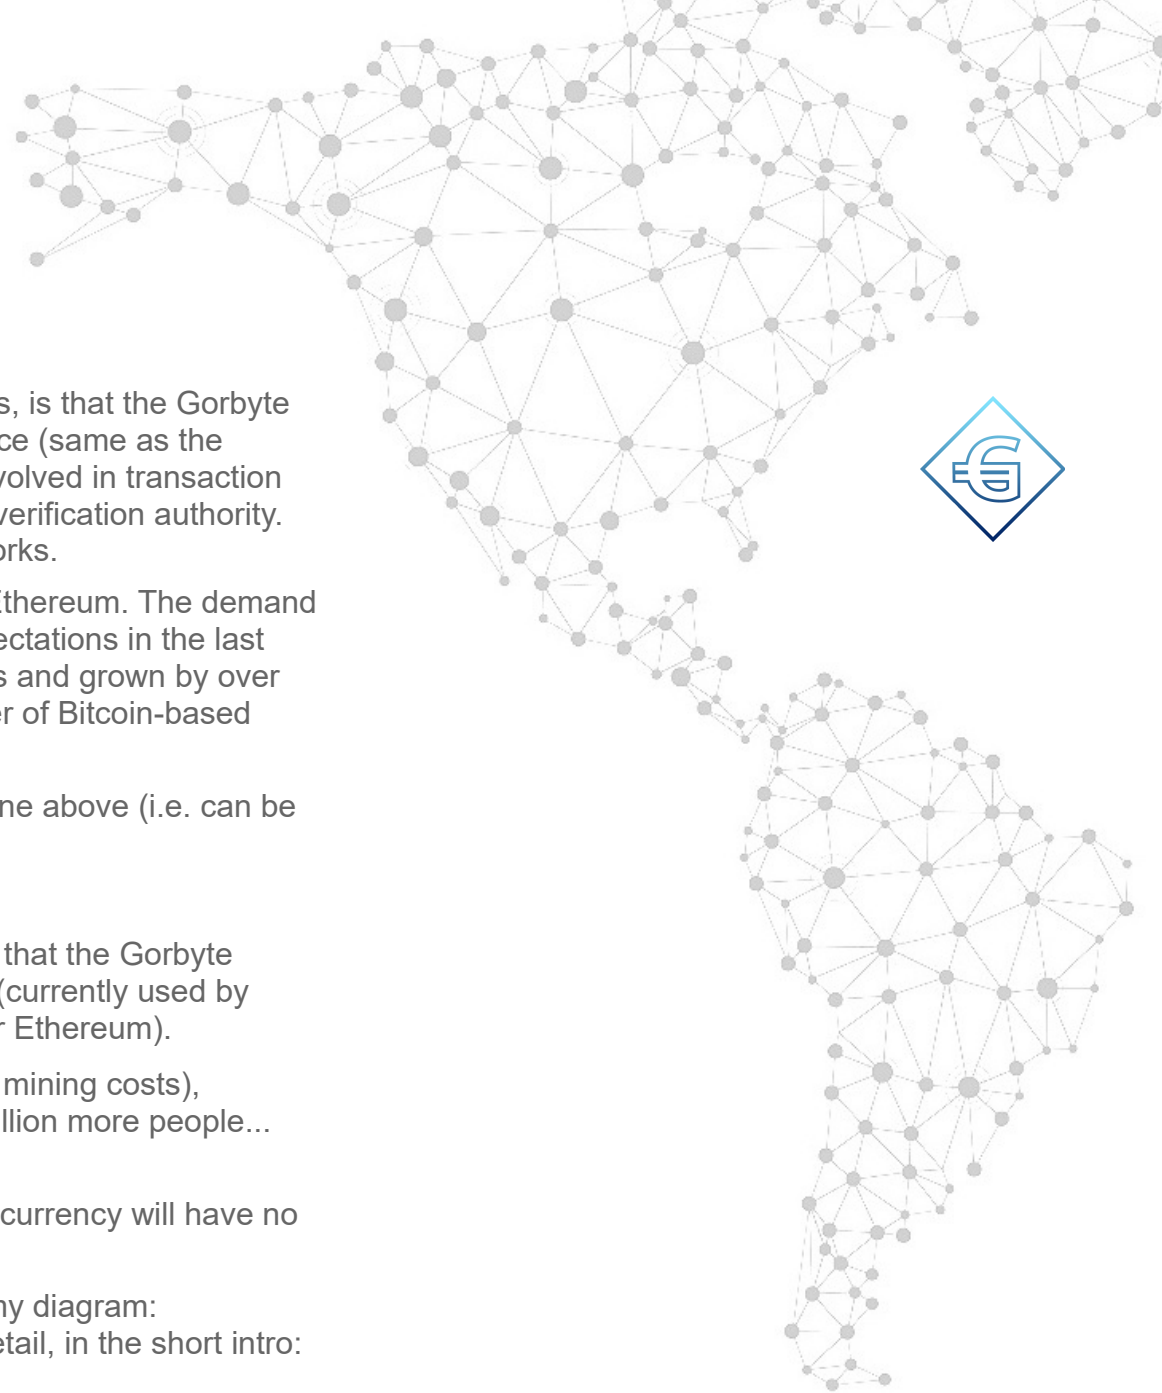 s, is that the Gorbyte
ce (same as the
volved in transaction
verification authority.
orks.
Ethereum. The demand
ectations in the last
s and grown by over
er of Bitcoin-based
ne above (i.e. can be
that the Gorbyte
(currently used by
r Ethereum).
mining costs),
llion more people...
currency will have no
ny diagram:
etail, in the short intro: